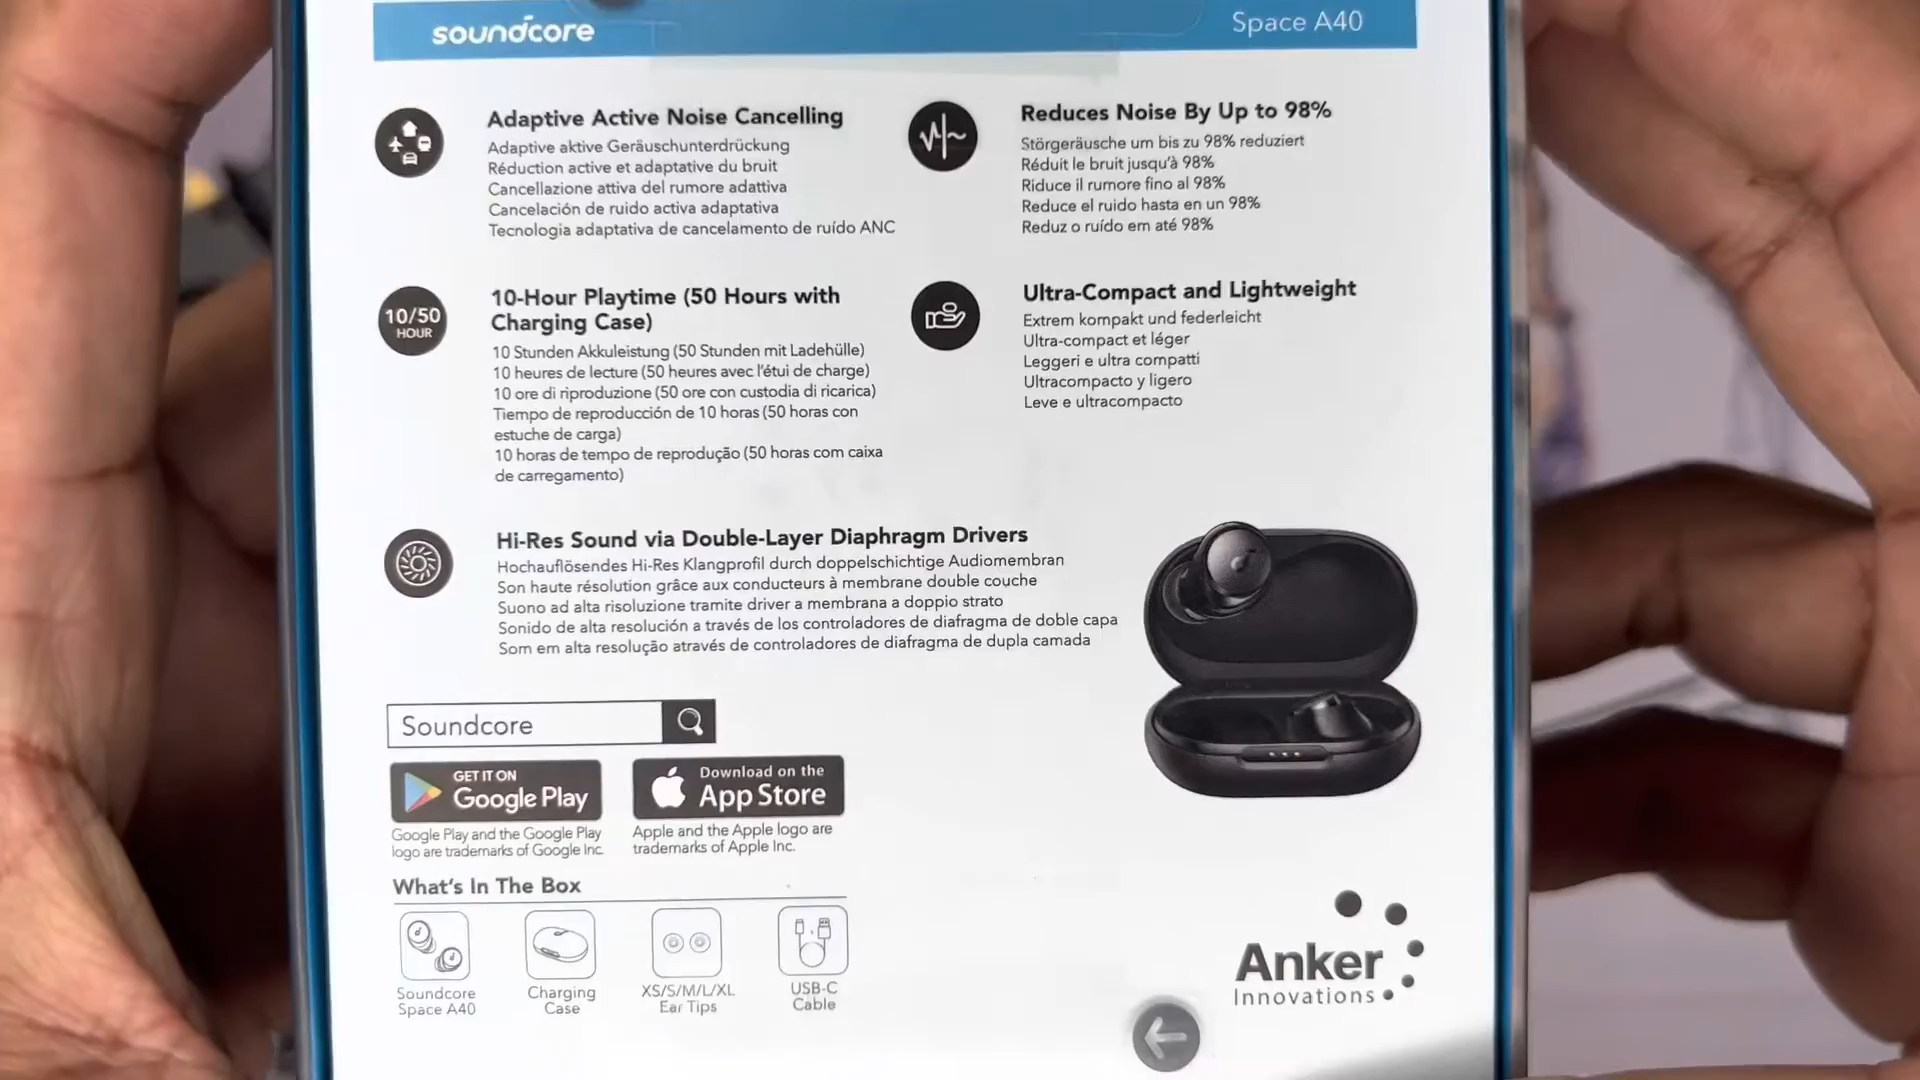 soundcore
Space A40
Adaptive Active Noise Cancelling
Adaptive aktive Geräuschunterdrückung
Réduction active et adaptative du bruit
Cancellazione attiva del rumore adattiva
Cancelación de ruido activa adaptativa
Tecnologia adaptativa de cancelamento de ruído ANC
Reduces Noise By Up to 98%
Störgeräusche um bis zu 98% reduziert
Réduit le bruit jusqu'à 98%
Riduce il rumore fino al 98%
Reduce el ruido hasta en un 98%
Reduz o ruído em até 98%
10/50
HOUR
10-Hour Playtime (50 Hours with
Charging Case)
10 Stunden Akkuleistung (50 Stunden mit Ladehülle)
10 heures de lecture (50 heures avec l'étui de charge)
10 ore di riproduzione (50 ore con custodia di ricarica)
Tiempo de reproducción de 10 horas (50 horas con
estuche de carga)
10 horas de tempo de reprodução (50 horas com caixa
de carregamento)
Ultra-Compact and Lightweight
Extrem kompakt und federleicht
Ultra-compact et léger
Leggeri e ultra compatti
Ultracompacto y ligero
Leve e ultracompacto
Hi-Res Sound via Double-Layer Diaphragm Drivers
Hochauflösendes Hi-Res Klangprofil durch doppelschichtige Audiomembran
Son haute résolution grâce aux conducteurs à membrane double couche
Suono ad alta risoluzione tramite driver a membrana a doppio strato
Sonido de alta resolución a través de los controladores de diafragma de doble capa
Som em alta resolução através de controladores de diafragma de dupla camada
Soundcore
GET IT ON
Google Play
Download on the
App Store
Google Play and the Google Play
logo are trademarks of Google Inc.
Apple and the Apple logo are
trademarks of Apple Inc.
What's In The Box
Soundcore
Space A40
Charging
Case
XS/S/M/L/XL
Ear Tips
USB-C
Cable
Anker
Innovations